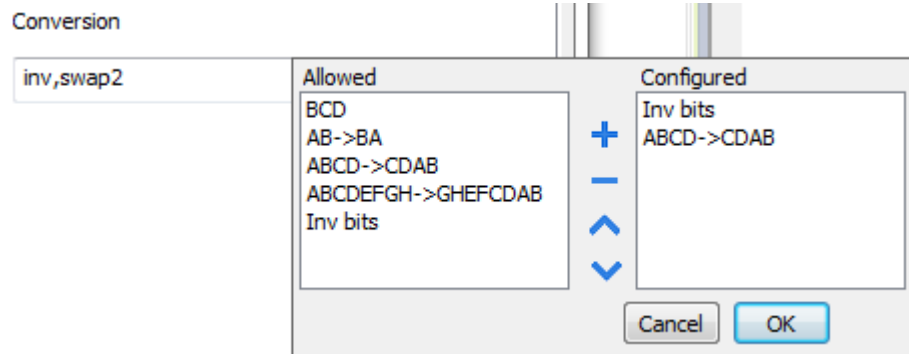 Conversion
inv,swap2
Allowed
BCD
AB->BA
ABCD->CDAB
ABCDEFGH->GHEFCDAB
Inv bits
Configured
Inv bits
ABCD->CDAB
Cancel
OK